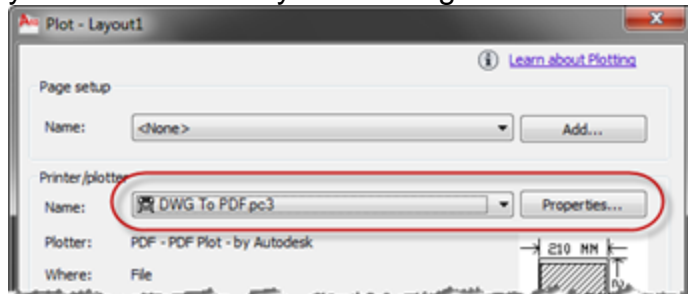 Plot - Layout1
Learn about Plotting
Page setup
Name: <None> Add...
Printer/plotter
Name: DWG To PDF.pc3 Properties...
Plotter: PDF - PDF Plot - by Autodesk
210 MM
Where: File